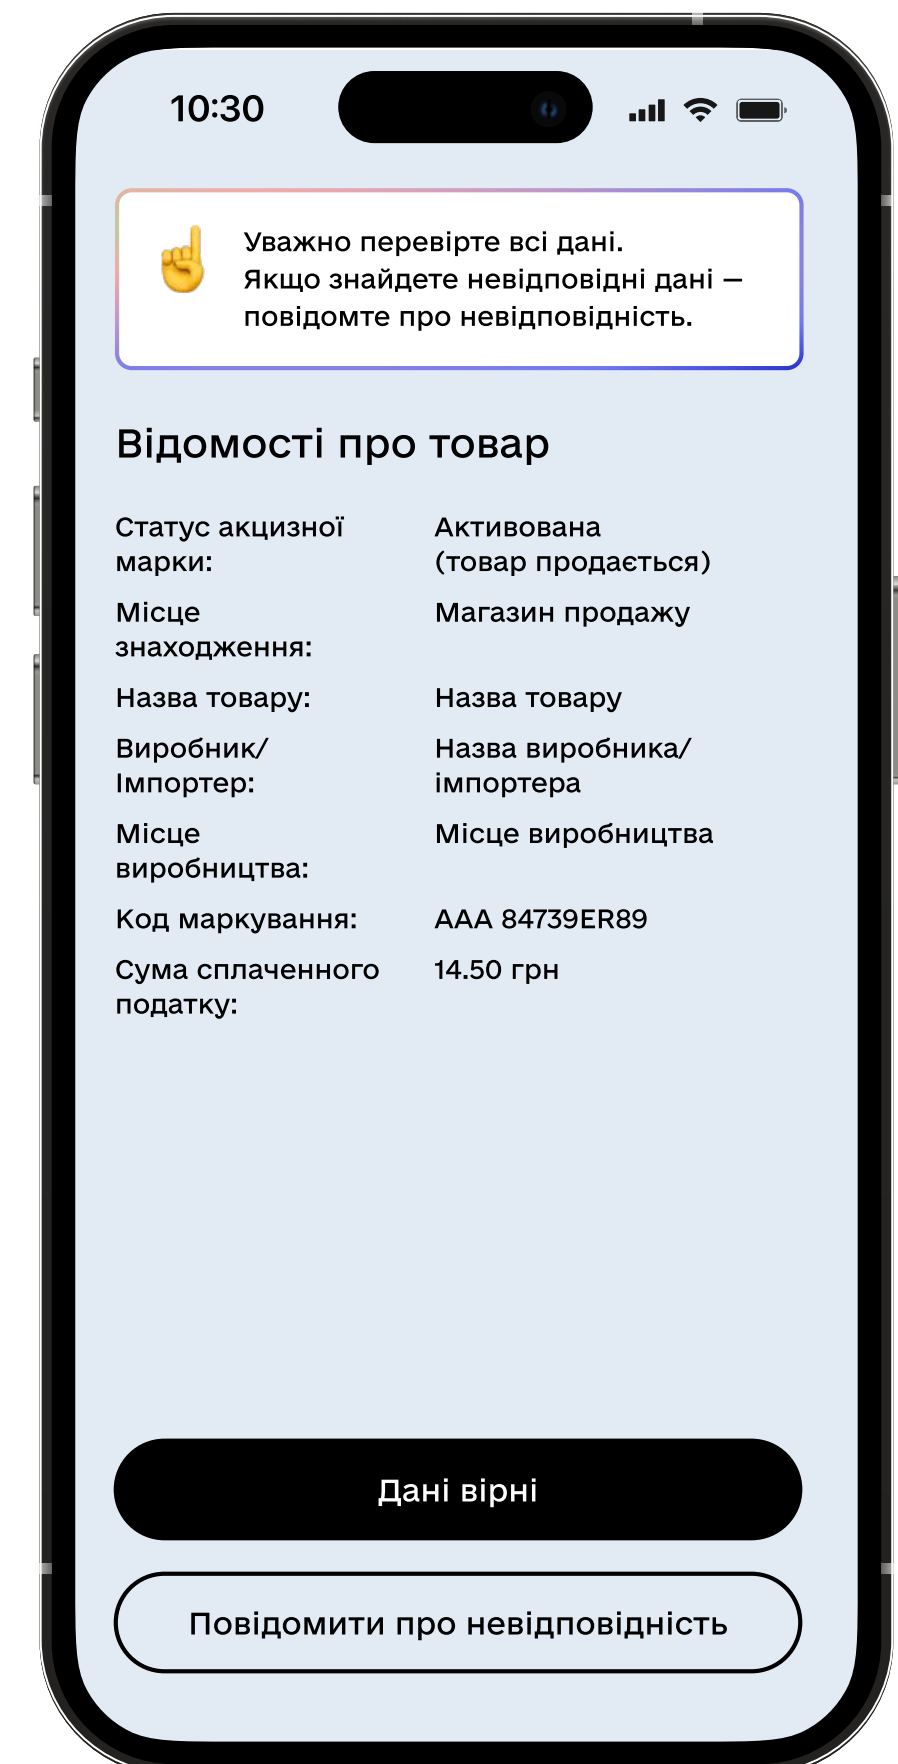 10:30
Уважно перевірте всі дані.
Якщо знайдете невідповідні дані —
повідомте про невідповідність.
Відомості про товар
Статус акцизної
марки:
Активована
(товар продається)
Місце
знаходження:
Магазин продажу
Назва товару:
Назва товару
Виробник/
Імпортер:
Назва виробника/
імпортера
Місце
виробництва:
Місце виробництва
Код маркування:
ААА 84739ER89
Сума сплаченного
податку:
14.50 грн
Дані вірні
Повідомити про невідповідність